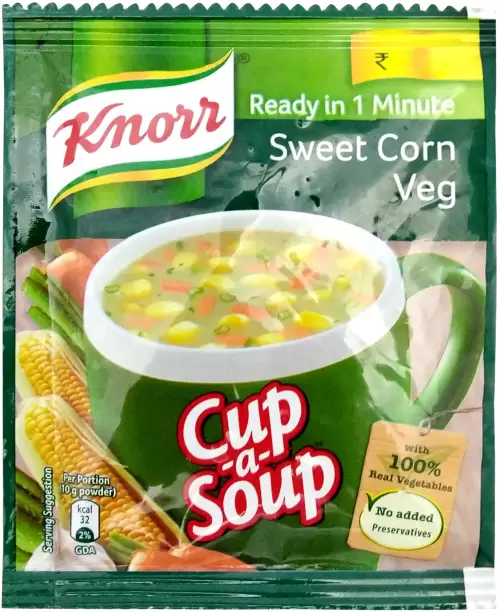 Knorr
®
₹
Ready in 1 Minute
Sweet Corn
Veg
Cup
-a-
Soup
with
100%
Real Vegetables
No added
Preservatives
Per Portion
(10 g powder)
kcal
32
2%
GDA
Serving Suggestion